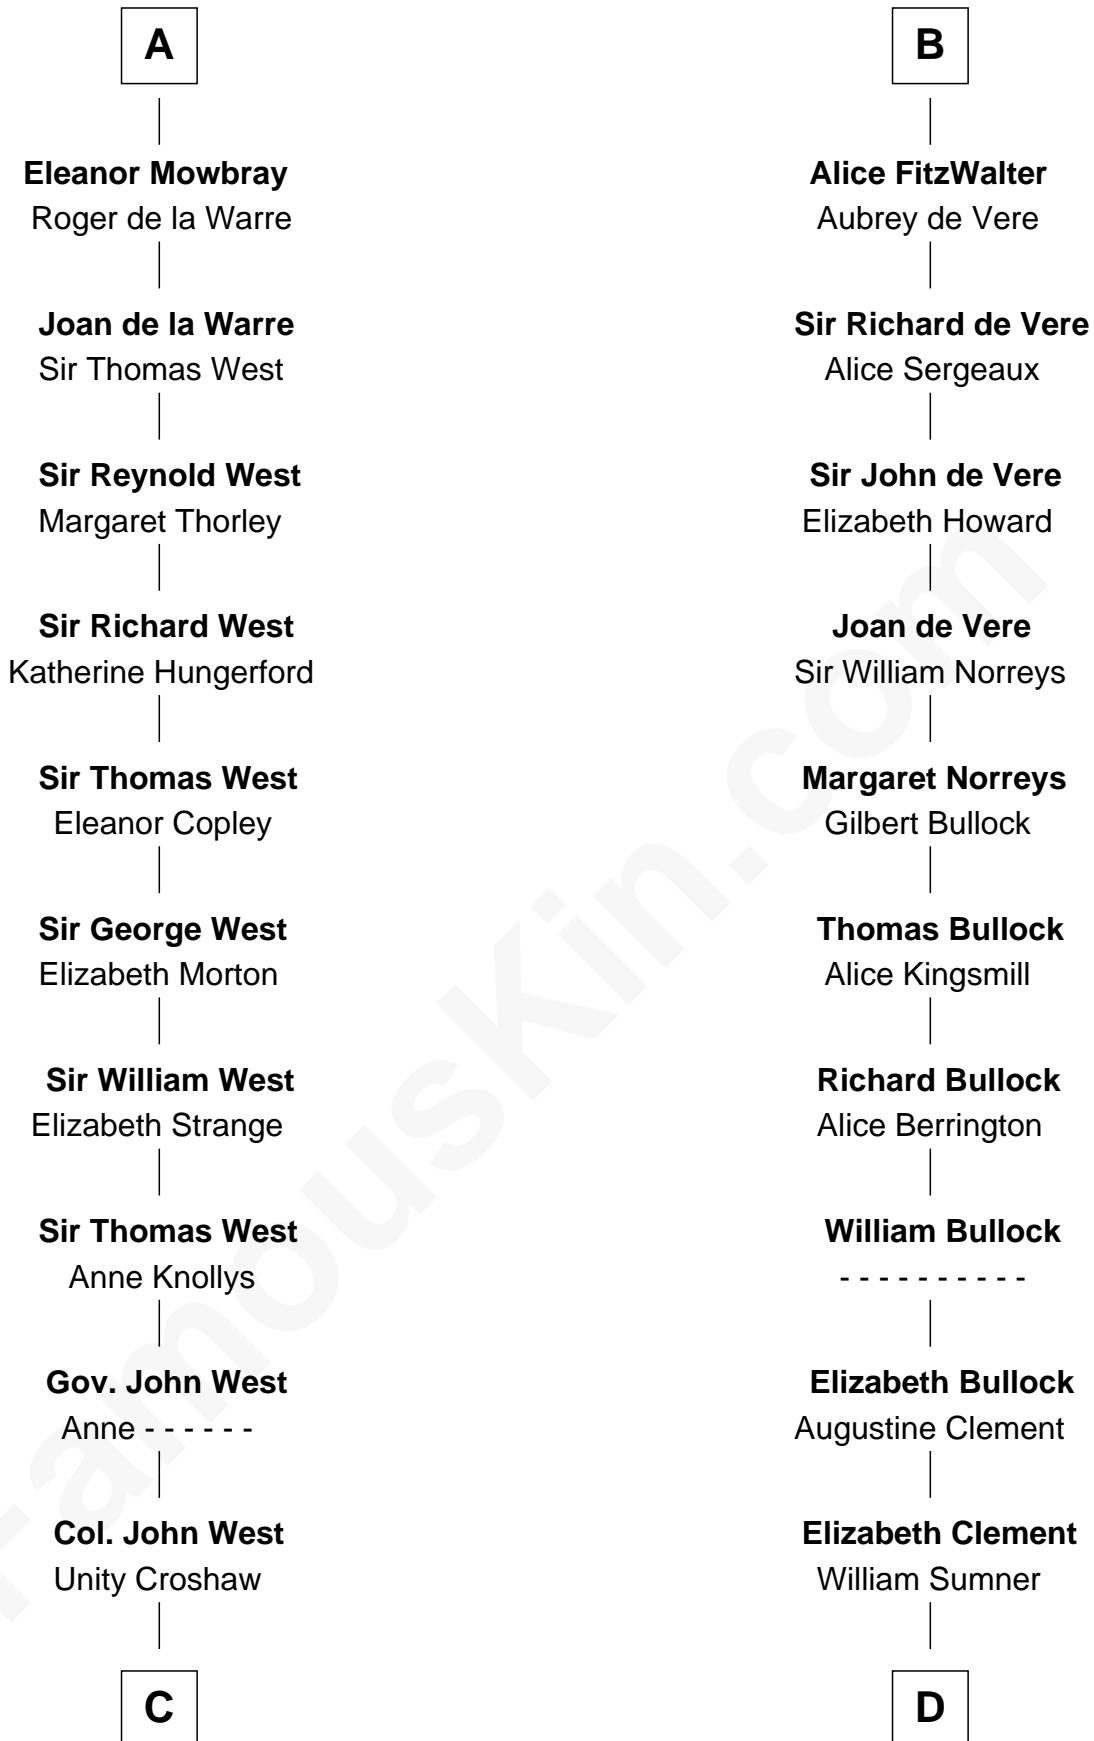 A
Eleanor Mowbray
Roger de la Warre
Joan de la Warre
Sir Thomas West
Sir Reynold West
Margaret Thorley
Sir Richard West
Katherine Hungerford
Sir Thomas West
Eleanor Copley
Sir George West
Elizabeth Morton
Sir William West
Elizabeth Strange
Sir Thomas West
Anne Knollys
Gov. John West
Anne - - - - - -
Col. John West
Unity Croshaw
C
B
Alice FitzWalter
Aubrey de Vere
Sir Richard de Vere
Alice Sergeaux
Sir John de Vere
Elizabeth Howard
Joan de Vere
Sir William Norreys
Margaret Norreys
Gilbert Bullock
Thomas Bullock
Alice Kingsmill
Richard Bullock
Alice Berrington
William Bullock
- - - - - - - - - -
Elizabeth Bullock
Augustine Clement
Elizabeth Clement
William Sumner
D
FamousKin.com